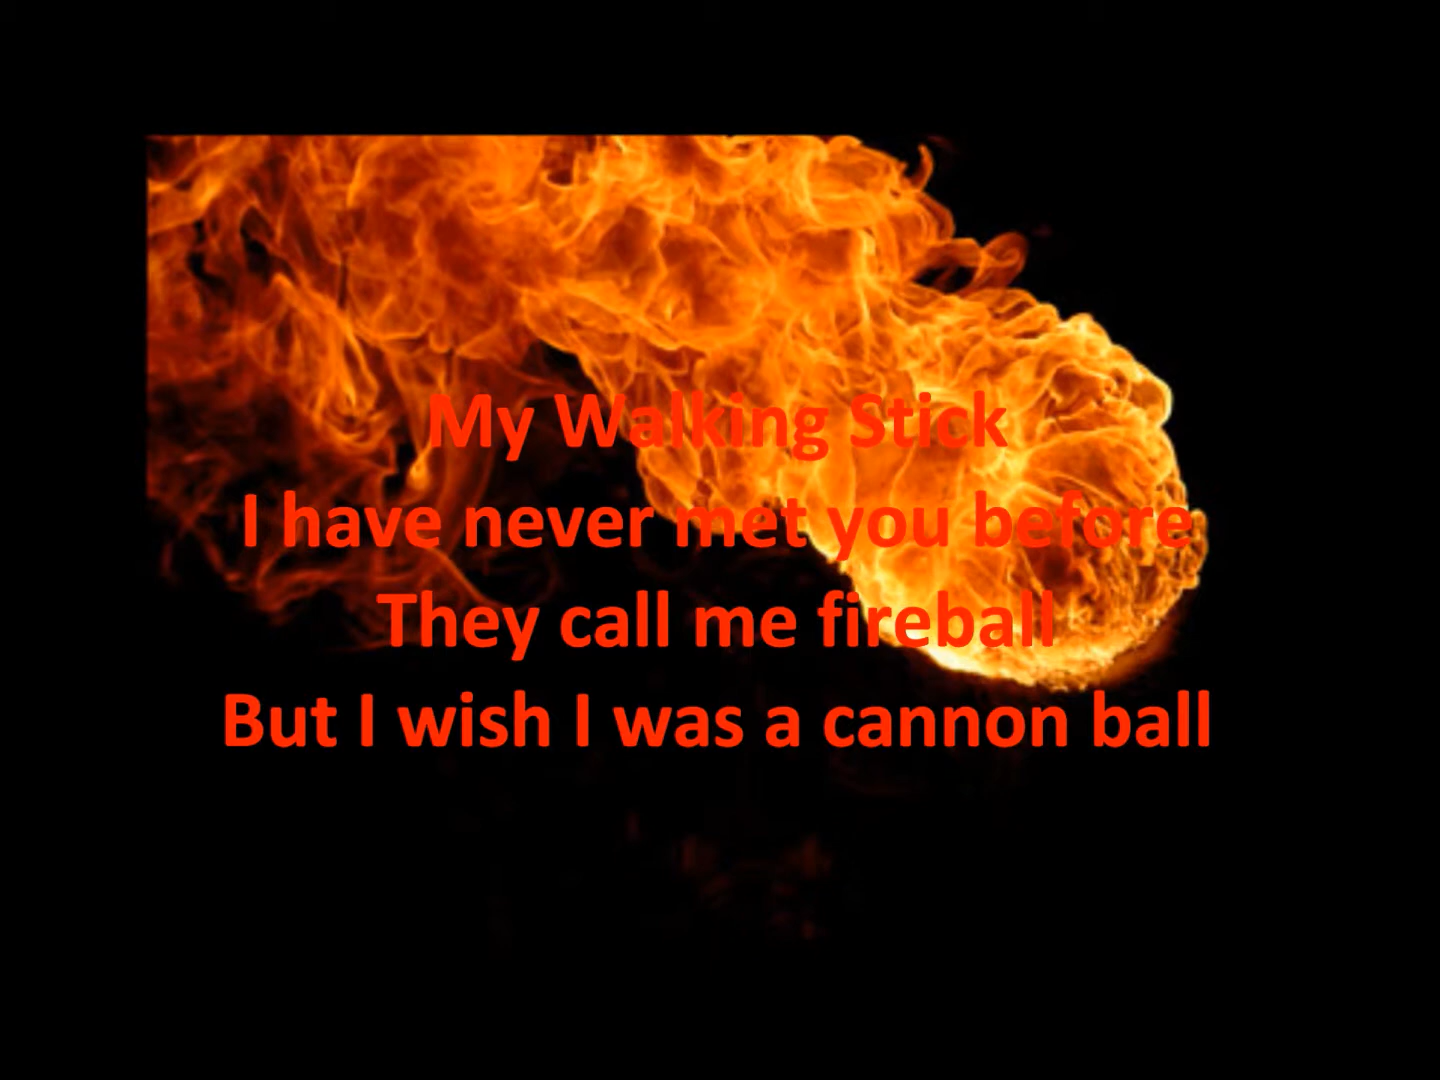 My Walking Stick
I have never met you before
They call me fireball
But I wish I was a cannon ball